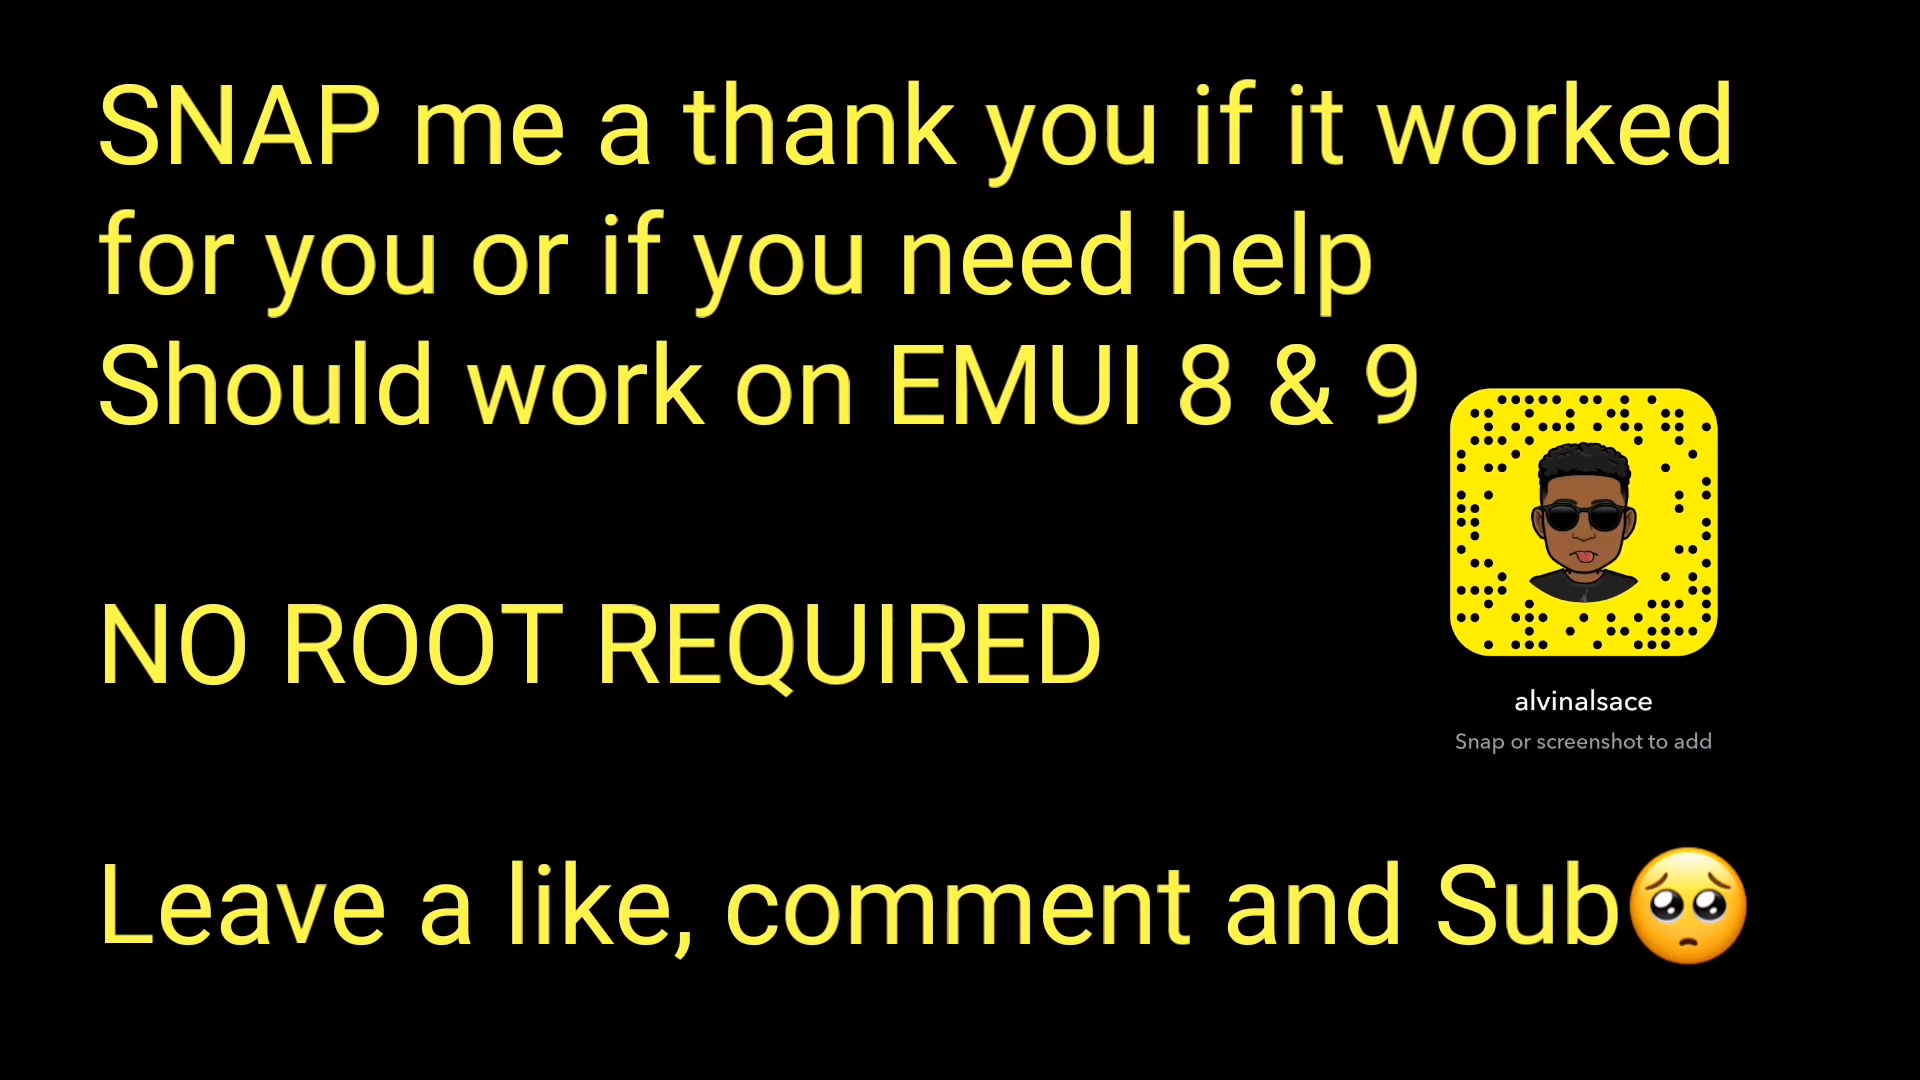 SNAP me a thank you if it worked
for you or if you need help
Should work on EMUI 8 & 9
NO ROOT REQUIRED
alvinalsace
Snap or screenshot to add
Leave a like, comment and Sub🥺